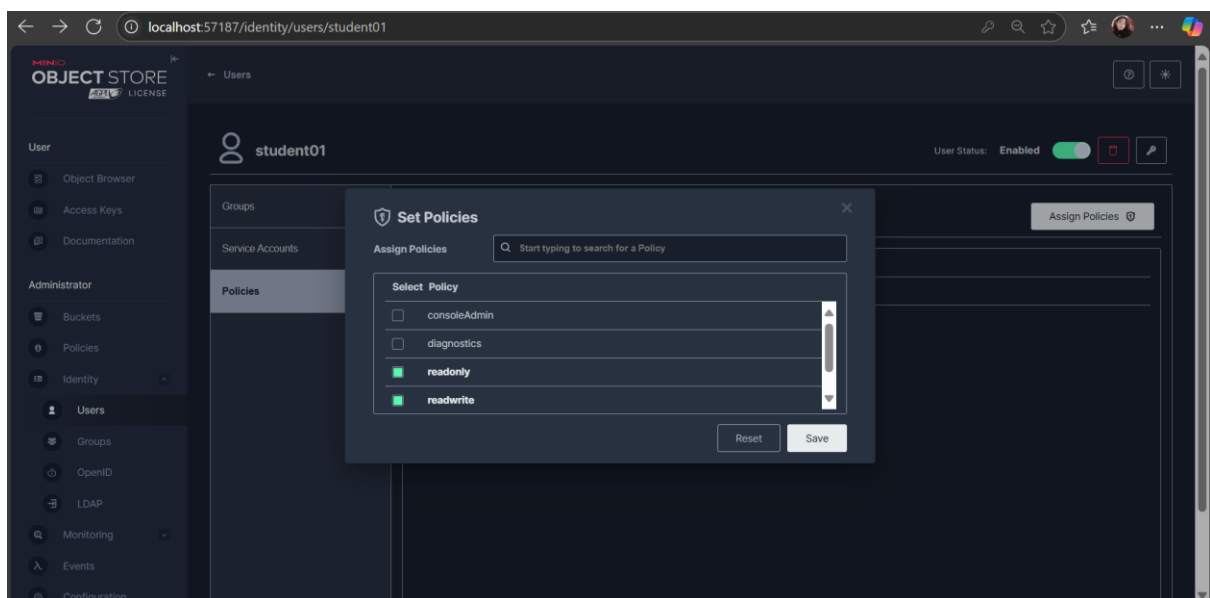 localhost:57187/identity/users/student01
MINIO
OBJECT STORE
LICENSE
← Users
User
Object Browser
Access Keys
Documentation
Administrator
Buckets
Policies
Identity
Users
Groups
OpenID
LDAP
Monitoring
Events
Configuration
student01
User Status: Enabled
Groups
Service Accounts
Policies
Assign Policies
Set Policies
Assign Policies
Start typing to search for a Policy
Select Policy
consoleAdmin
diagnostics
readonly
readwrite
Reset
Save